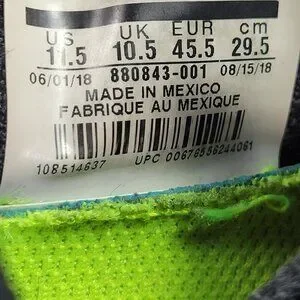 US UK EUR cm
11.5 10.5 45.5 29.5
06/01/18 880843-001 08/15/18
MADE IN MEXICO
FABRIQUE AU MEXIQUE
108514637 UPC 00676556244061